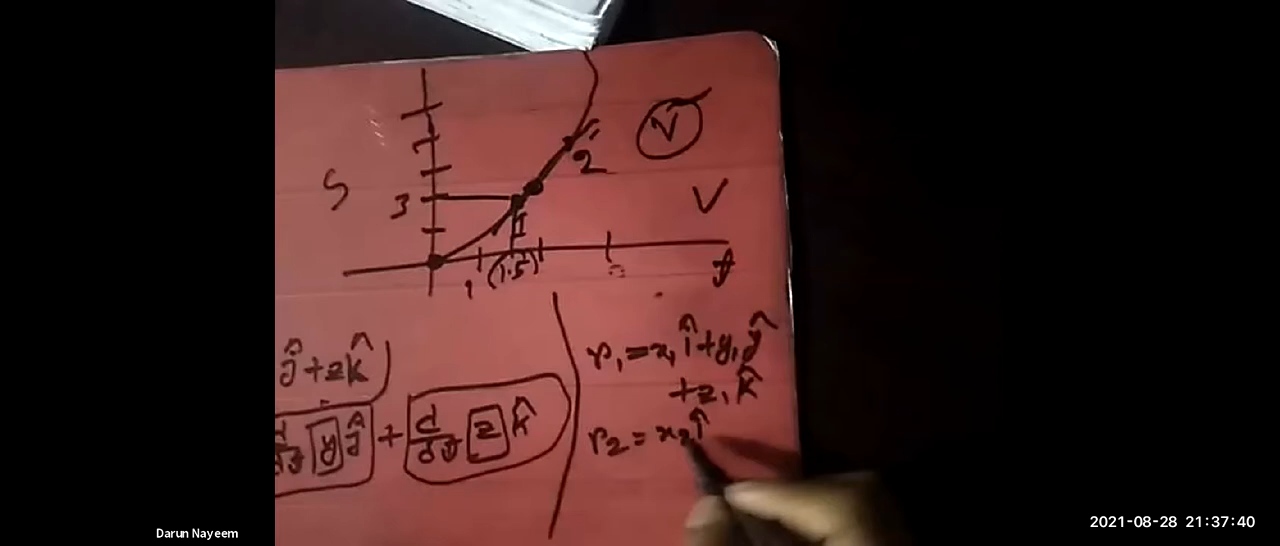 V
2
S
V
3
1
(1.5)
t
ĵ+zk̂
r₁=x₁î+y₁ĵ
+z₁k̂
d/dt y ĵ + d/dt z k̂
r₂=x₂î
Darun Nayeem
2021-08-28 21:37:40